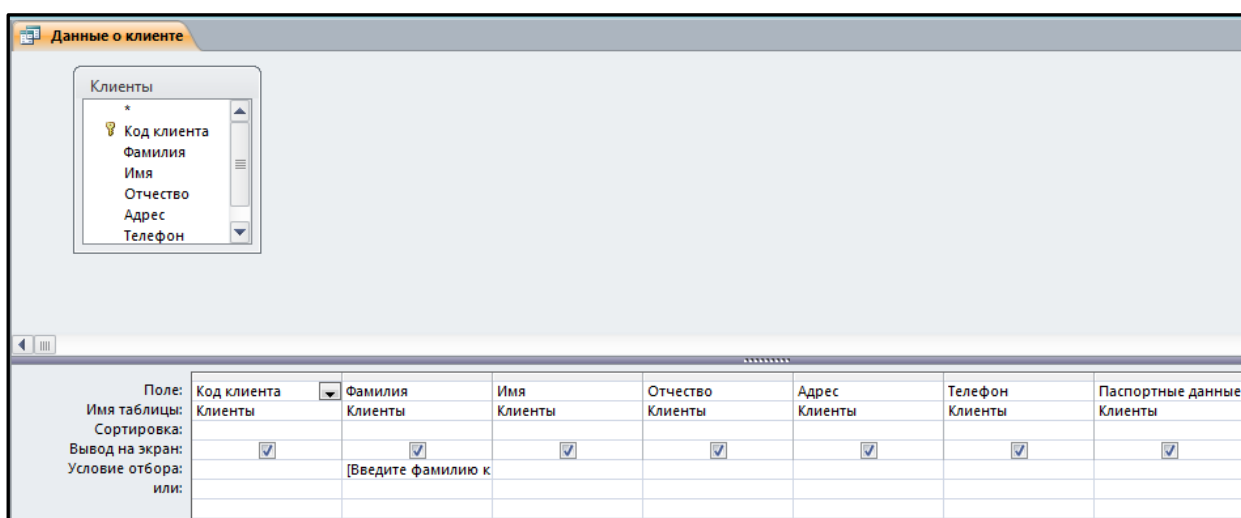 Данные о клиенте
Клиенты
*
Код клиента
Фамилия
Имя
Отчество
Адрес
Телефон
Поле: Код клиента Фамилия Имя Отчество Адрес Телефон Паспортные данные
Имя таблицы: Клиенты Клиенты Клиенты Клиенты Клиенты Клиенты Клиенты
Сортировка:
Вывод на экран:
Условие отбора: [Введите фамилию к
или: